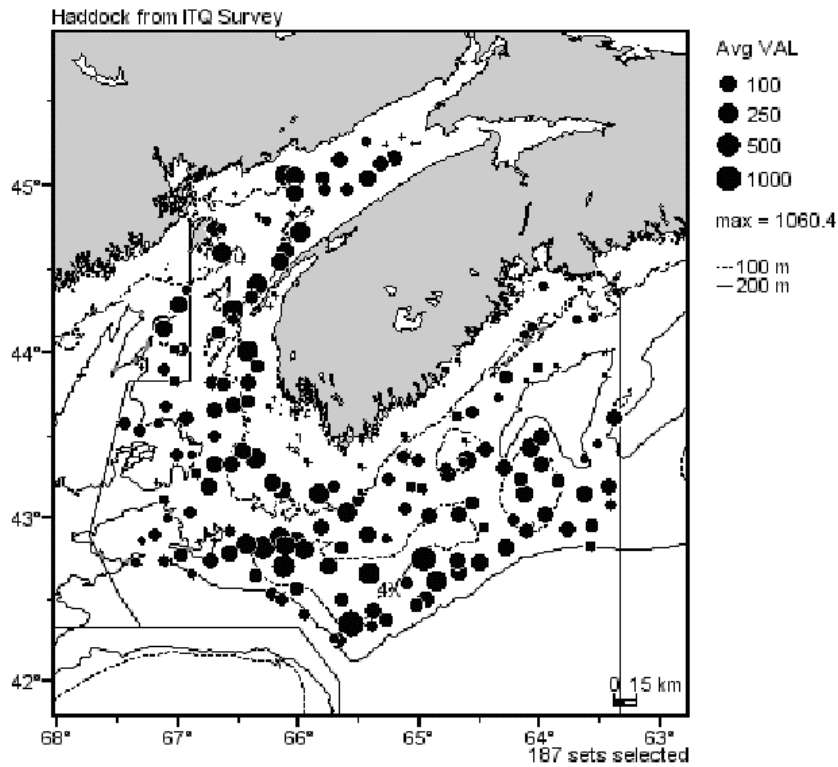 Haddock from ITQ Survey
Avg VAL
100
250
500
1000
max = 1060.4
100 m
200 m
45°
44°
43°
42°
4X
0 15 km
68° 67° 66° 65° 64° 63°
187 sets selected